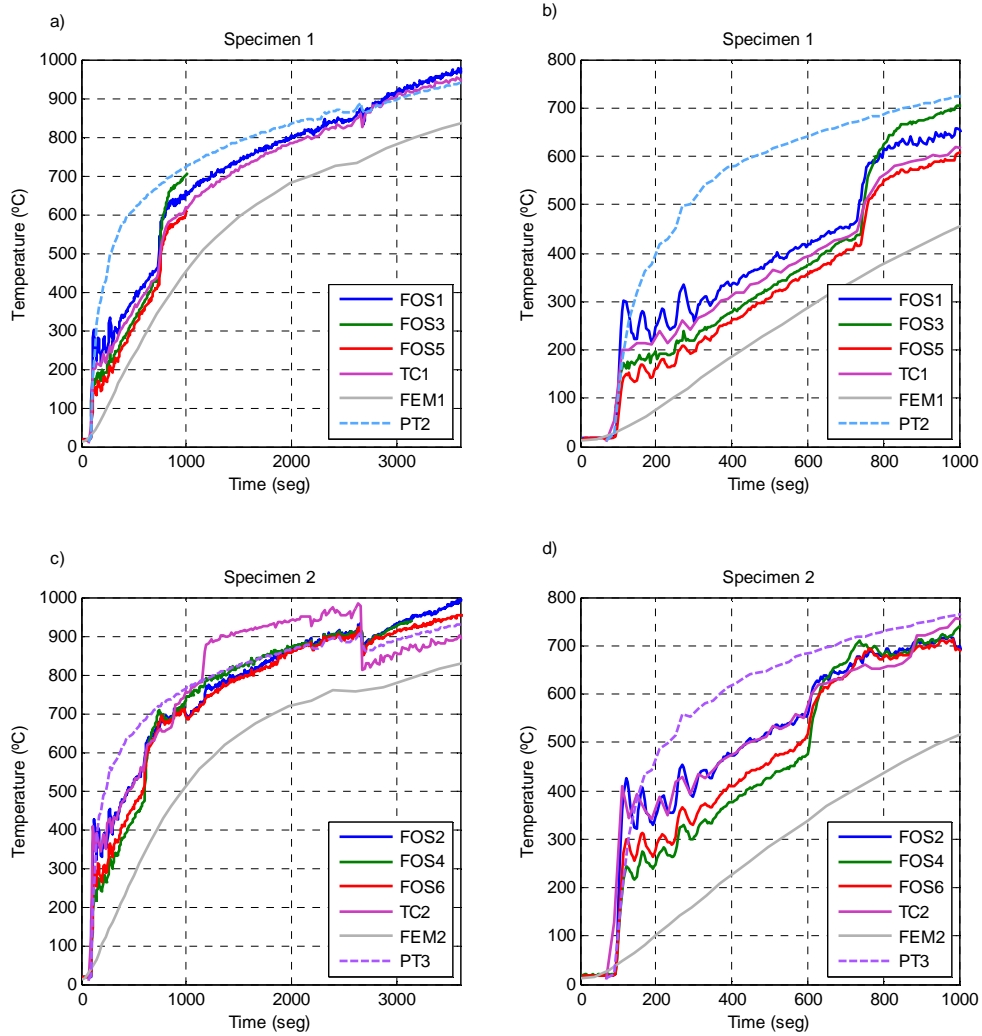 a)
Specimen 1
1000
900
800
700
600
500
400
300
200
100
0
Temperature (ºC)
0
1000
2000
3000
Time (seg)
FOS1
FOS3
FOS5
TC1
FEM1
PT2
b)
Specimen 1
800
700
600
500
400
300
200
100
0
Temperature (ºC)
0
200
400
600
800
1000
Time (seg)
FOS1
FOS3
FOS5
TC1
FEM1
PT2
c)
Specimen 2
1000
900
800
700
600
500
400
300
200
100
0
Temperature (ºC)
0
1000
2000
3000
Time (seg)
FOS2
FOS4
FOS6
TC2
FEM2
PT3
d)
Specimen 2
800
700
600
500
400
300
200
100
0
Temperature (ºC)
0
200
400
600
800
1000
Time (seg)
FOS2
FOS4
FOS6
TC2
FEM2
PT3